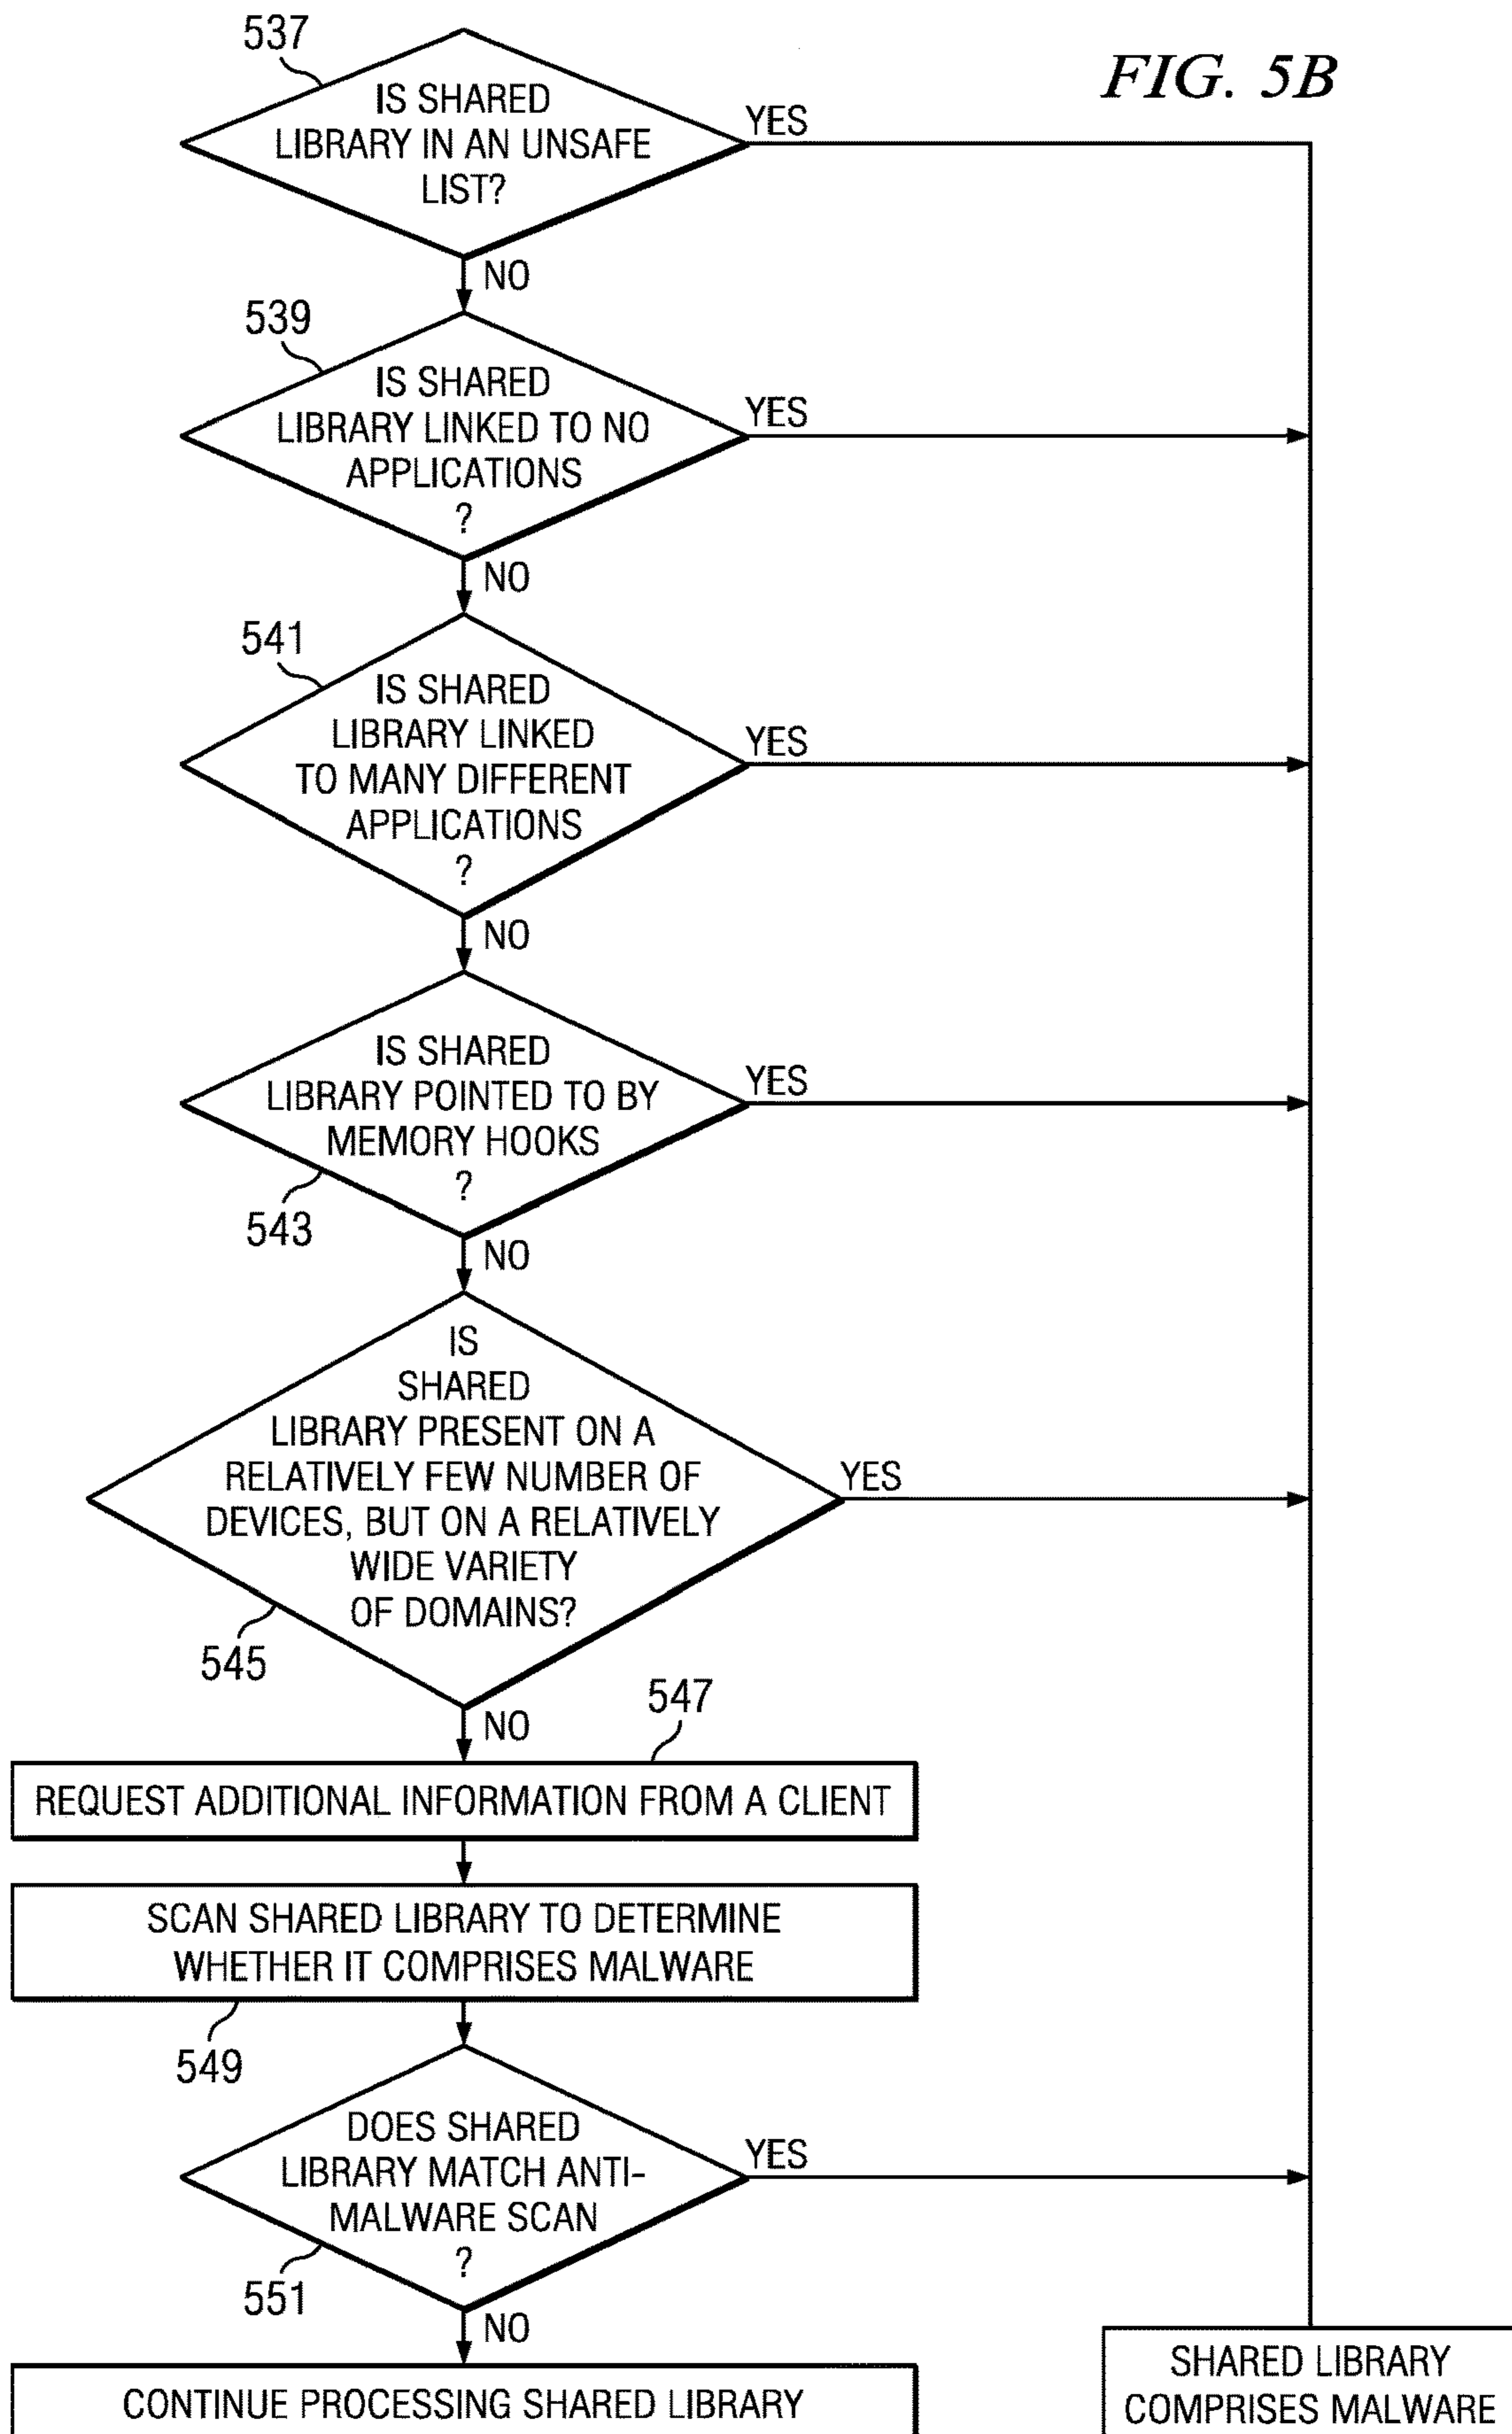 FIG. 5B
537
IS SHARED
LIBRARY IN AN UNSAFE
LIST?
YES
NO
539
IS SHARED
LIBRARY LINKED TO NO
APPLICATIONS
?
YES
NO
541
IS SHARED
LIBRARY LINKED
TO MANY DIFFERENT
APPLICATIONS
?
YES
NO
IS SHARED
LIBRARY POINTED TO BY
MEMORY HOOKS
?
YES
543
NO
IS
SHARED
LIBRARY PRESENT ON A
RELATIVELY FEW NUMBER OF
DEVICES, BUT ON A RELATIVELY
WIDE VARIETY
OF DOMAINS?
YES
545
NO
547
REQUEST ADDITIONAL INFORMATION FROM A CLIENT
SCAN SHARED LIBRARY TO DETERMINE
WHETHER IT COMPRISES MALWARE
549
DOES SHARED
LIBRARY MATCH ANTI-
MALWARE SCAN
?
YES
551
NO
CONTINUE PROCESSING SHARED LIBRARY
SHARED LIBRARY
COMPRISES MALWARE